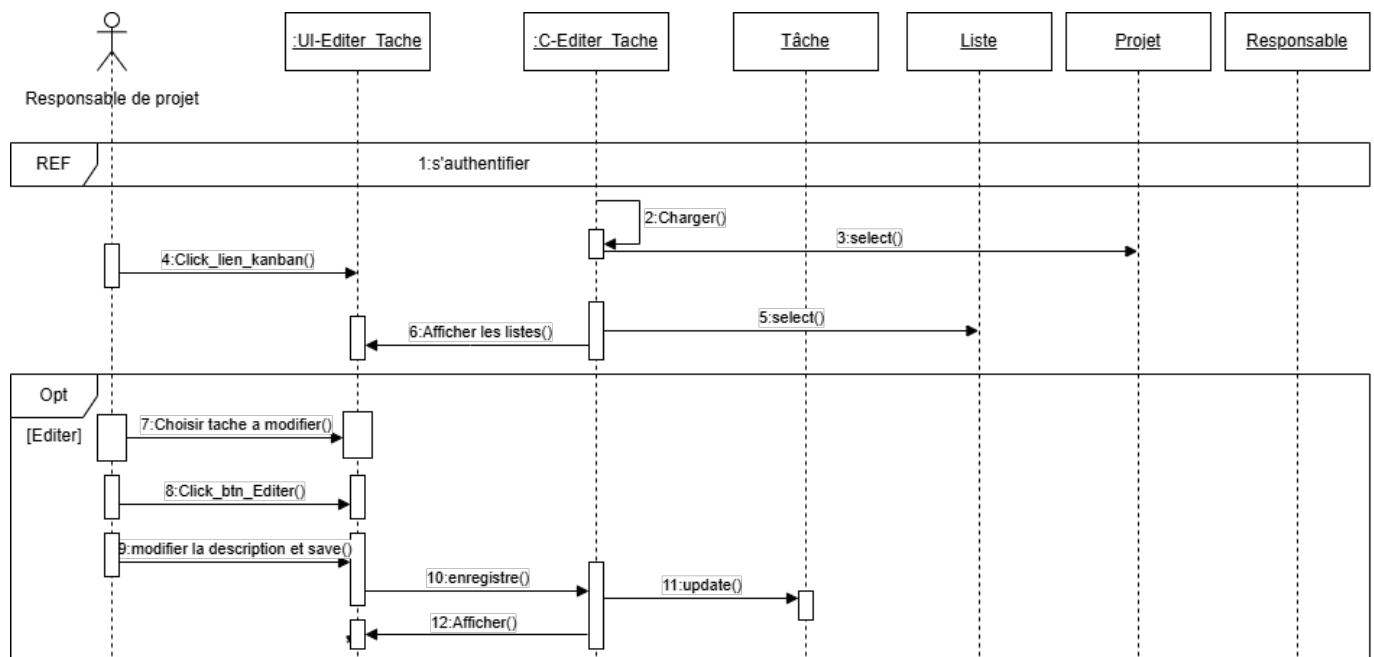 :UI-Editer_Tache
:C-Editer_Tache
Tâche
Liste
Projet
Responsable
Responsable de projet
REF
1:s'authentifier
2:Charger()
3:select()
4:Click_lien_kanban()
5:select()
6:Afficher les listes()
Opt
[Editer]
7:Choisir tache a modifier()
8:Click_btn_Editer()
9:modifier la description et save()
10:enregistre()
11:update()
12:Afficher()